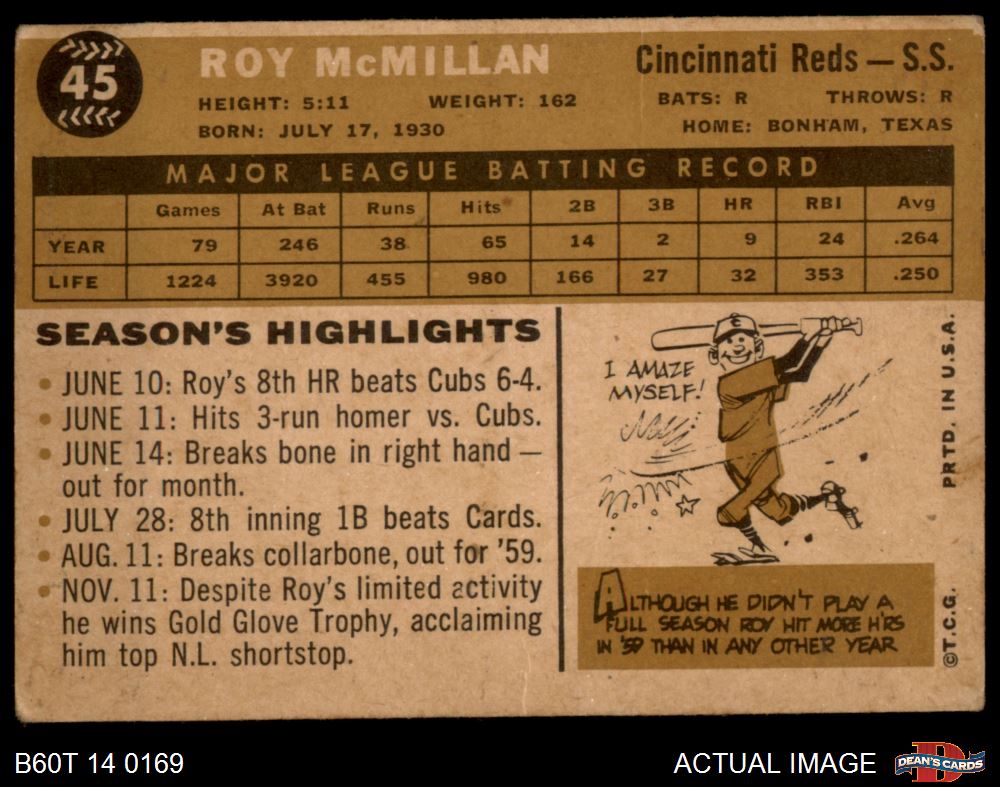 45
ROY McMILLAN
Cincinnati Reds — S.S.
HEIGHT: 5:11 WEIGHT: 162 BATS: R THROWS: R
BORN: JULY 17, 1930 HOME: BONHAM, TEXAS
MAJOR LEAGUE BATTING RECORD
Games At Bat Runs Hits 2B 3B HR RBI Avg
YEAR 79 246 38 65 14 2 9 24 .264
LIFE 1224 3920 455 980 166 27 32 353 .250
SEASON'S HIGHLIGHTS
• JUNE 10: Roy's 8th HR beats Cubs 6-4.
• JUNE 11: Hits 3-run homer vs. Cubs.
• JUNE 14: Breaks bone in right hand —
out for month.
• JULY 28: 8th inning 1B beats Cards.
• AUG. 11: Breaks collarbone, out for '59.
• NOV. 11: Despite Roy's limited activity
he wins Gold Glove Trophy, acclaiming
him top N.L. shortstop.
C
I AMAZE
MYSELF!
ALTHOUGH HE DIDN'T PLAY A
FULL SEASON ROY HIT MORE H'RS
IN '59 THAN IN ANY OTHER YEAR
©T.C.G. PRTD. IN U.S.A.
B60T 14 0169
ACTUAL IMAGE
D
DEAN'S CARDS